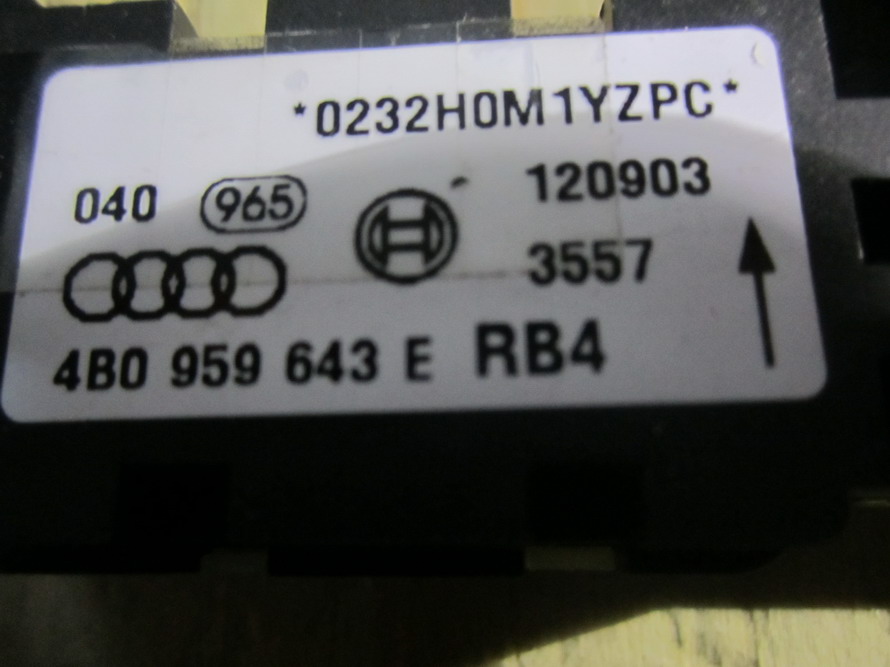 *0232H0M1YZPC*
040 965 120903
3557
4B0 959 643 E RB4